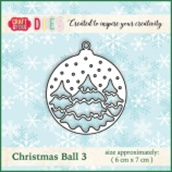 CRAFT
& YOU
DIES
Created to inspire your creativity
Christmas Ball 3
size approximately:
( 6 cm x 7 cm )